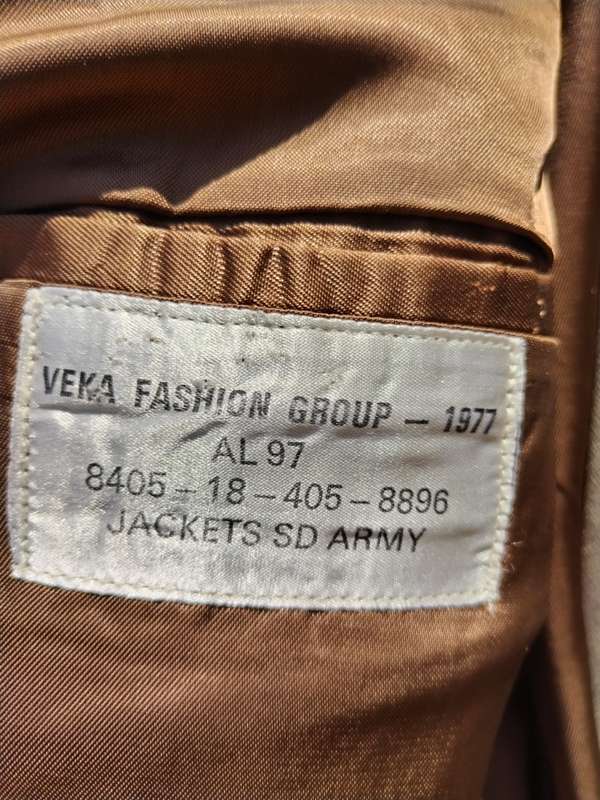 VEKA FASHION GROUP – 1977
AL 97
8405 – 18 – 405 – 8896
JACKETS SD ARMY